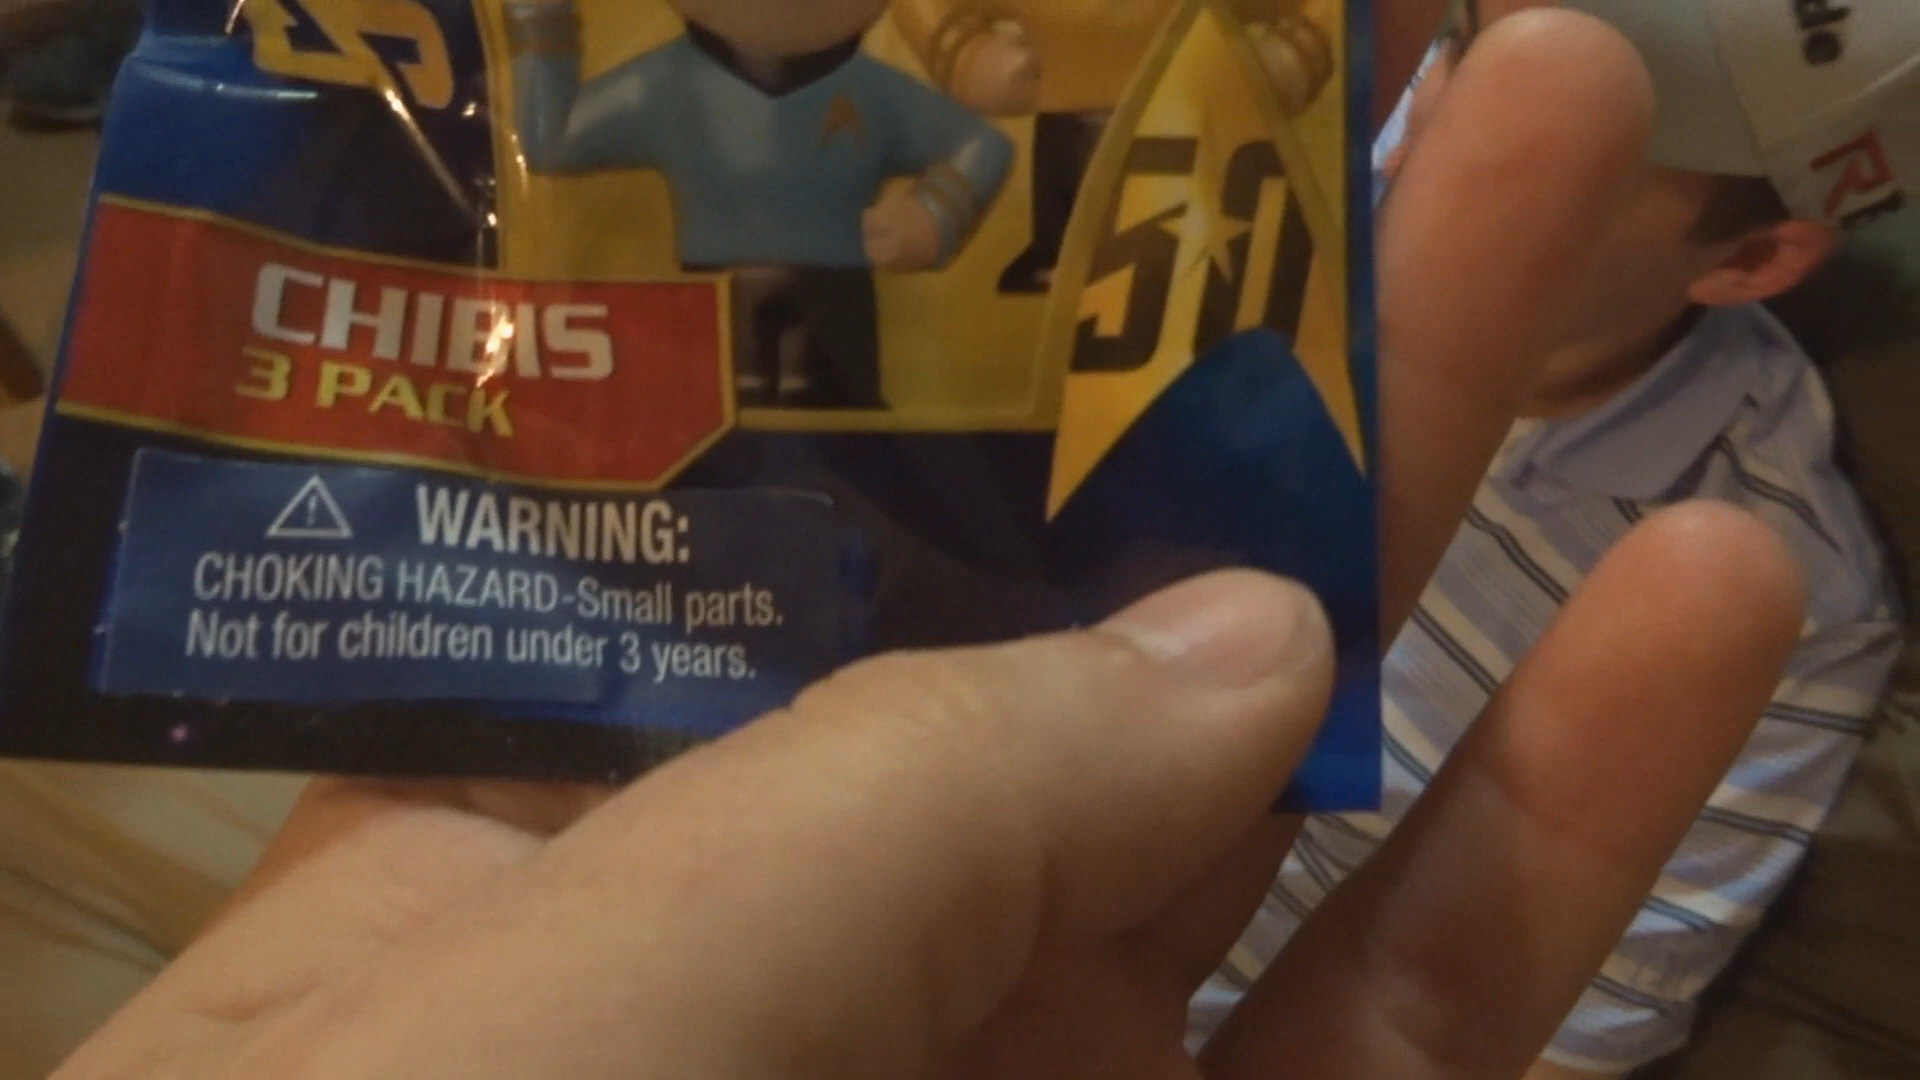 50
CHIBIS
3 PACK
WARNING:
CHOKING HAZARD-Small parts.
Not for children under 3 years.